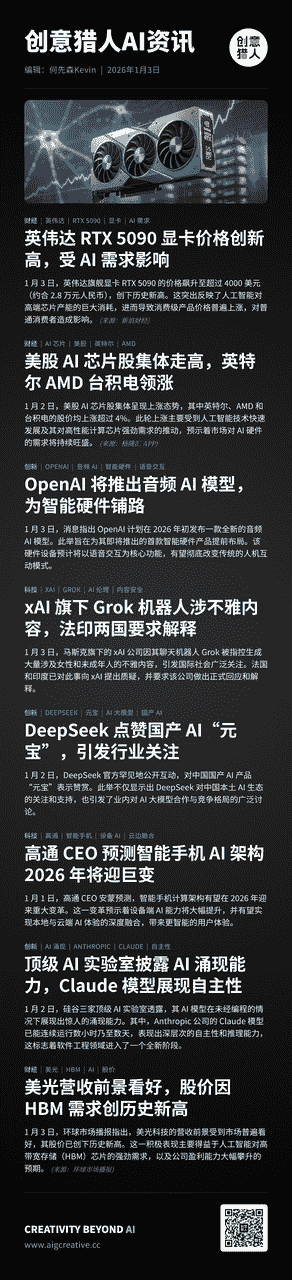 创意猎人AI资讯
创意
猎人
编辑：何先森Kevin | 2026年1月3日
财经 | 英伟达 | RTX 5090 | 显卡 | AI 需求
英伟达 RTX 5090 显卡价格创新
高，受 AI 需求影响
1 月 3 日，英伟达旗舰显卡 RTX 5090 的价格飙升至超过 4000 美元
（约合 2.8 万元人民币），创下历史新高。这突出反映了人工智能对
高端芯片产能的巨大消耗，进而导致消费级产品价格普遍上涨，对普
通消费者造成影响。 (来源：新浪财经)
财经 | AI 芯片 | 美股 | 英特尔 | AMD
美股 AI 芯片股集体走高，英特
尔 AMD 台积电领涨
1 月 2 日，美股 AI 芯片股集体呈现上涨态势，其中英特尔、AMD 和
台积电的股价均上涨超过 4%。此轮上涨主要受到人工智能技术快速
发展及其对高性能计算芯片强劲需求的推动，预示着市场对 AI 硬件
的需求将持续旺盛。
创新 | OPENAI | 音频 AI | 智能硬件 | 语音交互
OpenAI 将推出音频 AI 模型，
为智能硬件铺路
1 月 3 日，消息指出 OpenAI 计划在 2026 年初发布一款全新的音频
AI 模型。此举旨在为其即将推出的首款智能硬件产品提前布局。该
硬件设备预计将以语音交互为核心功能，有望彻底改变传统的人机互
动模式。
科技 | XAI | GROK | AI 伦理 | 内容安全
xAI 旗下 Grok 机器人涉不雅内
容，法印两国要求解释
1 月 3 日，马斯克旗下的 xAI 公司因其聊天机器人 Grok 被指控生成
大量涉及女性和未成年人的不雅内容，引发国际社会广泛关注。法国
和印度已对此事向 xAI 提出质疑，并要求该公司做出正式回应和解
释。
创新 | DEEPSEEK | 元宝 | AI 大模型 | 国产 AI
DeepSeek 点赞国产 AI“元
宝”，引发行业关注
1 月 2 日，DeepSeek 官方罕见地公开互动，对中国国产 AI 产品
“元宝”表示赞赏。此举不仅显示出 DeepSeek 对中国本土 AI 生态
的关注和支持，也引发了业内对 AI 大模型合作与竞争格局的广泛讨
论。
科技 | 高通 | 智能手机 | 设备 AI | 云边融合
高通 CEO 预测智能手机 AI 架构
2026 年将迎巨变
1 月 1 日，高通 CEO 安蒙预测，智能手机计算架构有望在 2026 年迎
来重大变革。这一变革预示着设备端 AI 能力将大幅提升，并有望实
现本地与云端 AI 体验的深度融合，带来更智能的用户体验。
创新 | AI 涌现 | ANTHROPIC | CLAUDE | 自主性
顶级 AI 实验室披露 AI 涌现能
力，Claude 模型展现自主性
1 月 2 日，硅谷三家顶级 AI 实验室透露，其 AI 模型在未经编程的情
况下展现出惊人的涌现能力。其中，Anthropic 公司的 Claude 模型
已能连续运行数小时乃至数天，表现出深层次的自主性和推理能力，
这标志着软件工程领域进入了一个全新阶段。
财经 | 美光 | HBM | AI | 股价
美光营收前景看好，股价因
HBM 需求创历史新高
1 月 3 日，环球市场播报指出，美光科技的营收前景受到市场普遍看
好，其股价已创下历史新高。这一积极表现主要得益于人工智能对高
带宽存储（HBM）芯片的强劲需求，以及公司盈利能力大幅攀升的
预期。 (来源：环球市场播报)
CREATIVITY BEYOND AI
www.aigcreative.cc